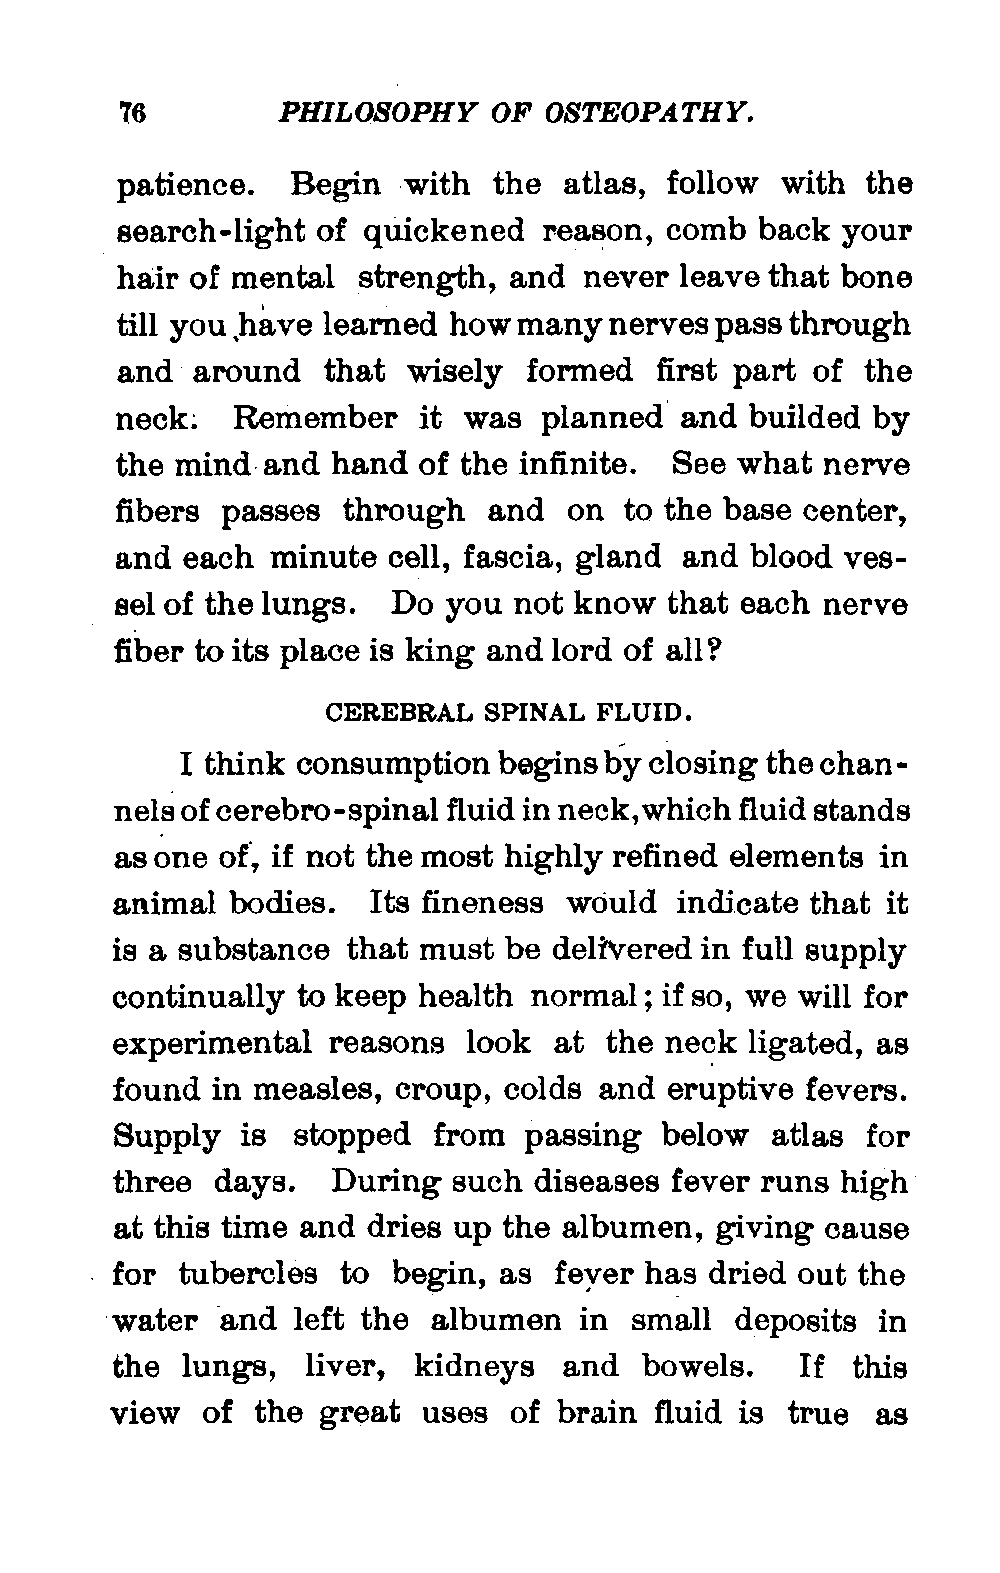 76 PHILOSOPHY OF OSTEOPATHY.
patience. Begin with the atlas, follow with the
search-light of quickened reason, comb back your
hair of mental strength, and never leave that bone
till you have learned how many nerves pass through
and around that wisely formed first part of the
neck. Remember it was planned and builded by
the mind and hand of the infinite. See what nerve
fibers passes through and on to the base center,
and each minute cell, fascia, gland and blood ves-
sel of the lungs. Do you not know that each nerve
fiber to its place is king and lord of all?
CEREBRAL SPINAL FLUID.
I think consumption begins by closing the chan-
nels of cerebro-spinal fluid in neck, which fluid stands
as one of, if not the most highly refined elements in
animal bodies. Its fineness would indicate that it
is a substance that must be delivered in full supply
continually to keep health normal; if so, we will for
experimental reasons look at the neck ligated, as
found in measles, croup, colds and eruptive fevers.
Supply is stopped from passing below atlas for
three days. During such diseases fever runs high
at this time and dries up the albumen, giving cause
for tubercles to begin, as fever has dried out the
water and left the albumen in small deposits in
the lungs, liver, kidneys and bowels. If this
view of the great uses of brain fluid is true as